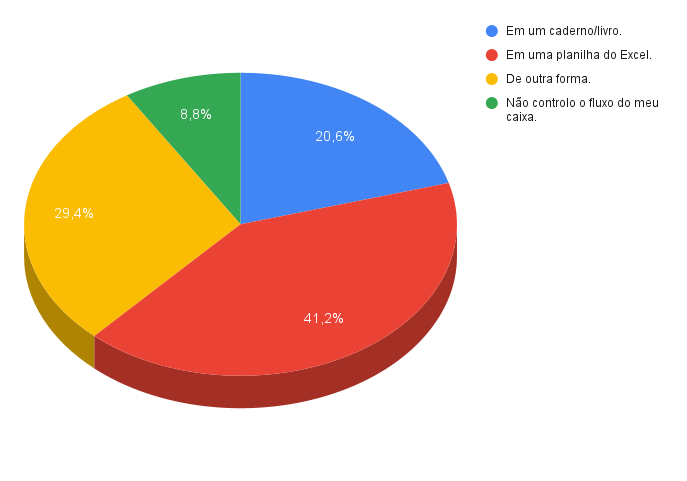 Em um caderno/livro.
Em uma planilha do Excel.
De outra forma.
Não controlo o fluxo do meu
caixa.
8,8%
20,6%
29,4%
41,2%